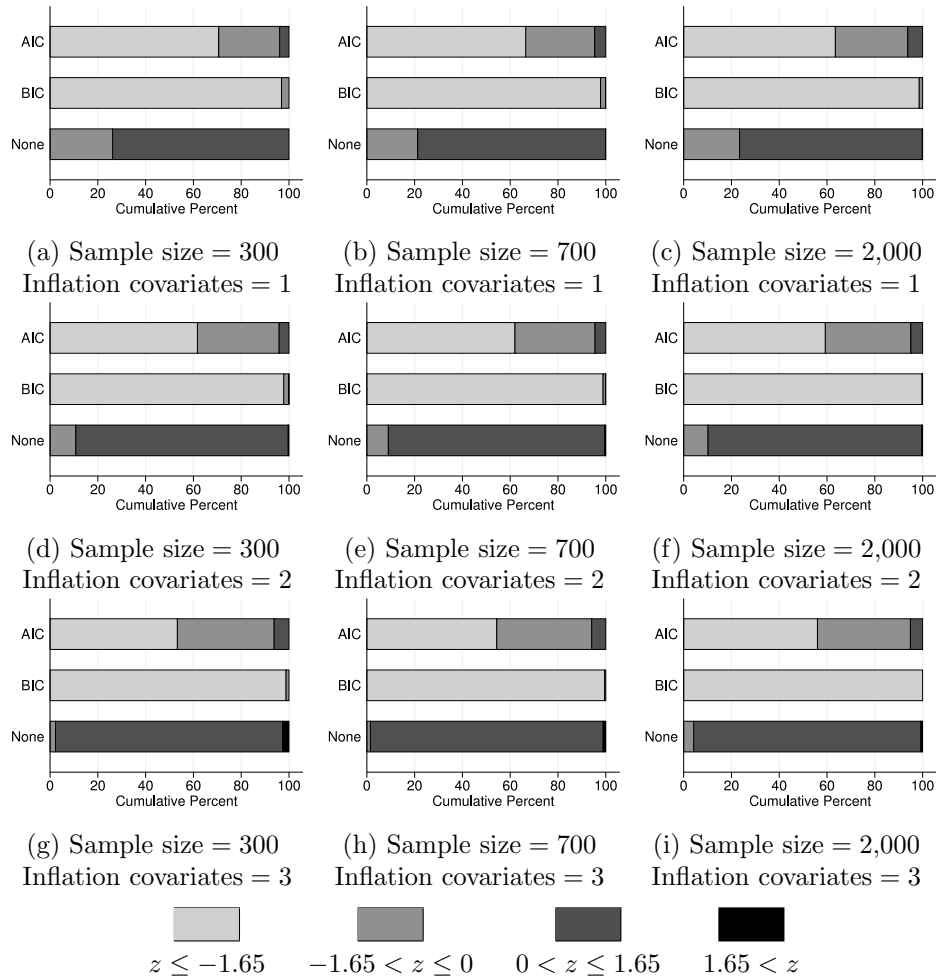 AIC AIC AIC
BIC BIC BIC
None None None
0 20 40 60 80 100 0 20 40 60 80 100 0 20 40 60 80 100
Cumulative Percent Cumulative Percent Cumulative Percent
(a) Sample size = 300 (b) Sample size = 700 (c) Sample size = 2,000
Inflation covariates = 1 Inflation covariates = 1 Inflation covariates = 1
AIC AIC AIC
BIC BIC BIC
None None None
0 20 40 60 80 100 0 20 40 60 80 100 0 20 40 60 80 100
Cumulative Percent Cumulative Percent Cumulative Percent
(d) Sample size = 300 (e) Sample size = 700 (f) Sample size = 2,000
Inflation covariates = 2 Inflation covariates = 2 Inflation covariates = 2
AIC AIC AIC
BIC BIC BIC
None None None
0 20 40 60 80 100 0 20 40 60 80 100 0 20 40 60 80 100
Cumulative Percent Cumulative Percent Cumulative Percent
(g) Sample size = 300 (h) Sample size = 700 (i) Sample size = 2,000
Inflation covariates = 3 Inflation covariates = 3 Inflation covariates = 3
z ≤ −1.65 −1.65 < z ≤ 0 0 < z ≤ 1.65 1.65 < z